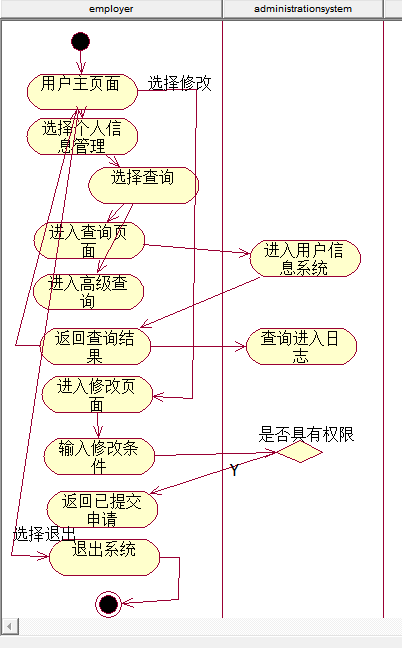 employer
administrationsystem
用户主页面
选择修改
选择个人信
息管理
选择查询
进入查询页
面
进入用户信
息系统
进入高级查
询
返回查询结
果
查询进入日
志
进入修改页
面
是否具有权限
输入修改条
件
Y
返回已提交
申请
选择退出
退出系统